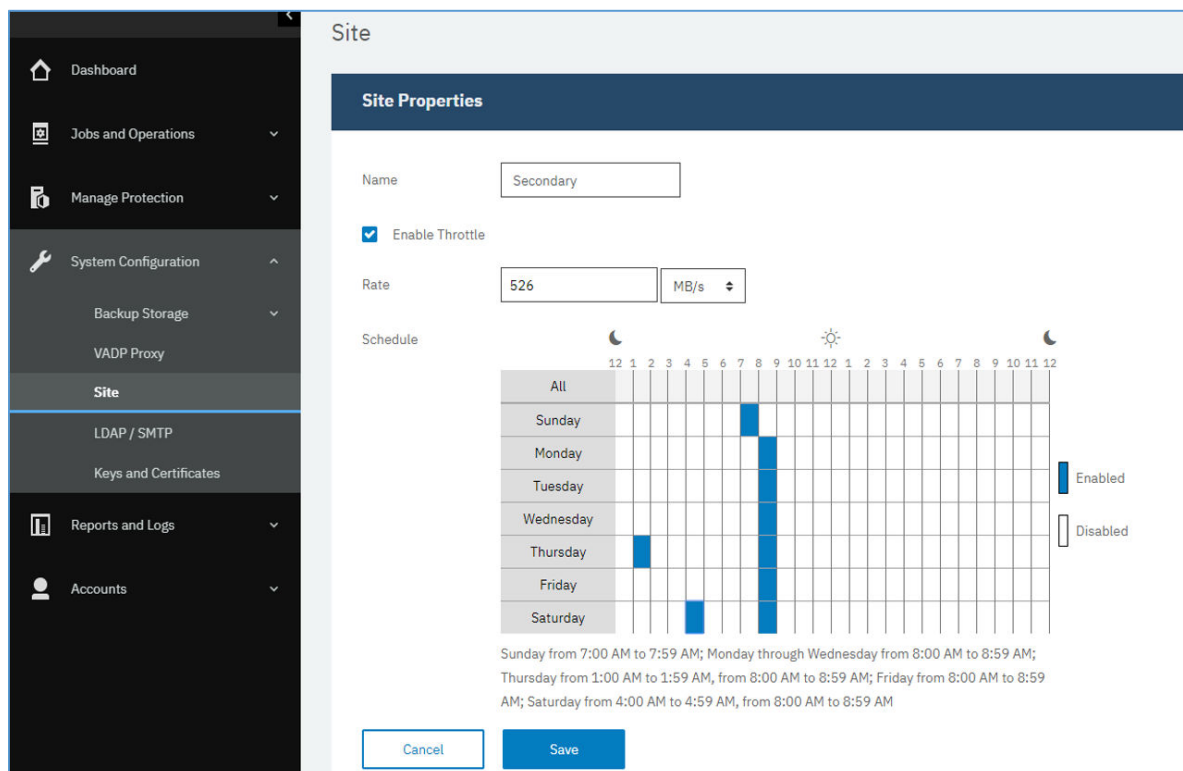 Site
Dashboard
Site Properties
Jobs and Operations
Name
Secondary
Manage Protection
Enable Throttle
System Configuration
Rate
526
MB/s
Backup Storage
Schedule
VADP Proxy
12 1 2 3 4 5 6 7 8 9 10 11 12 1 2 3 4 5 6 7 8 9 10 11 12
All
Site
Sunday
LDAP / SMTP
Monday
Keys and Certificates
Tuesday
Enabled
Wednesday
Reports and Logs
Disabled
Thursday
Friday
Accounts
Saturday
Sunday from 7:00 AM to 7:59 AM; Monday through Wednesday from 8:00 AM to 8:59 AM;
Thursday from 1:00 AM to 1:59 AM, from 8:00 AM to 8:59 AM; Friday from 8:00 AM to 8:59
AM; Saturday from 4:00 AM to 4:59 AM, from 8:00 AM to 8:59 AM
Cancel
Save